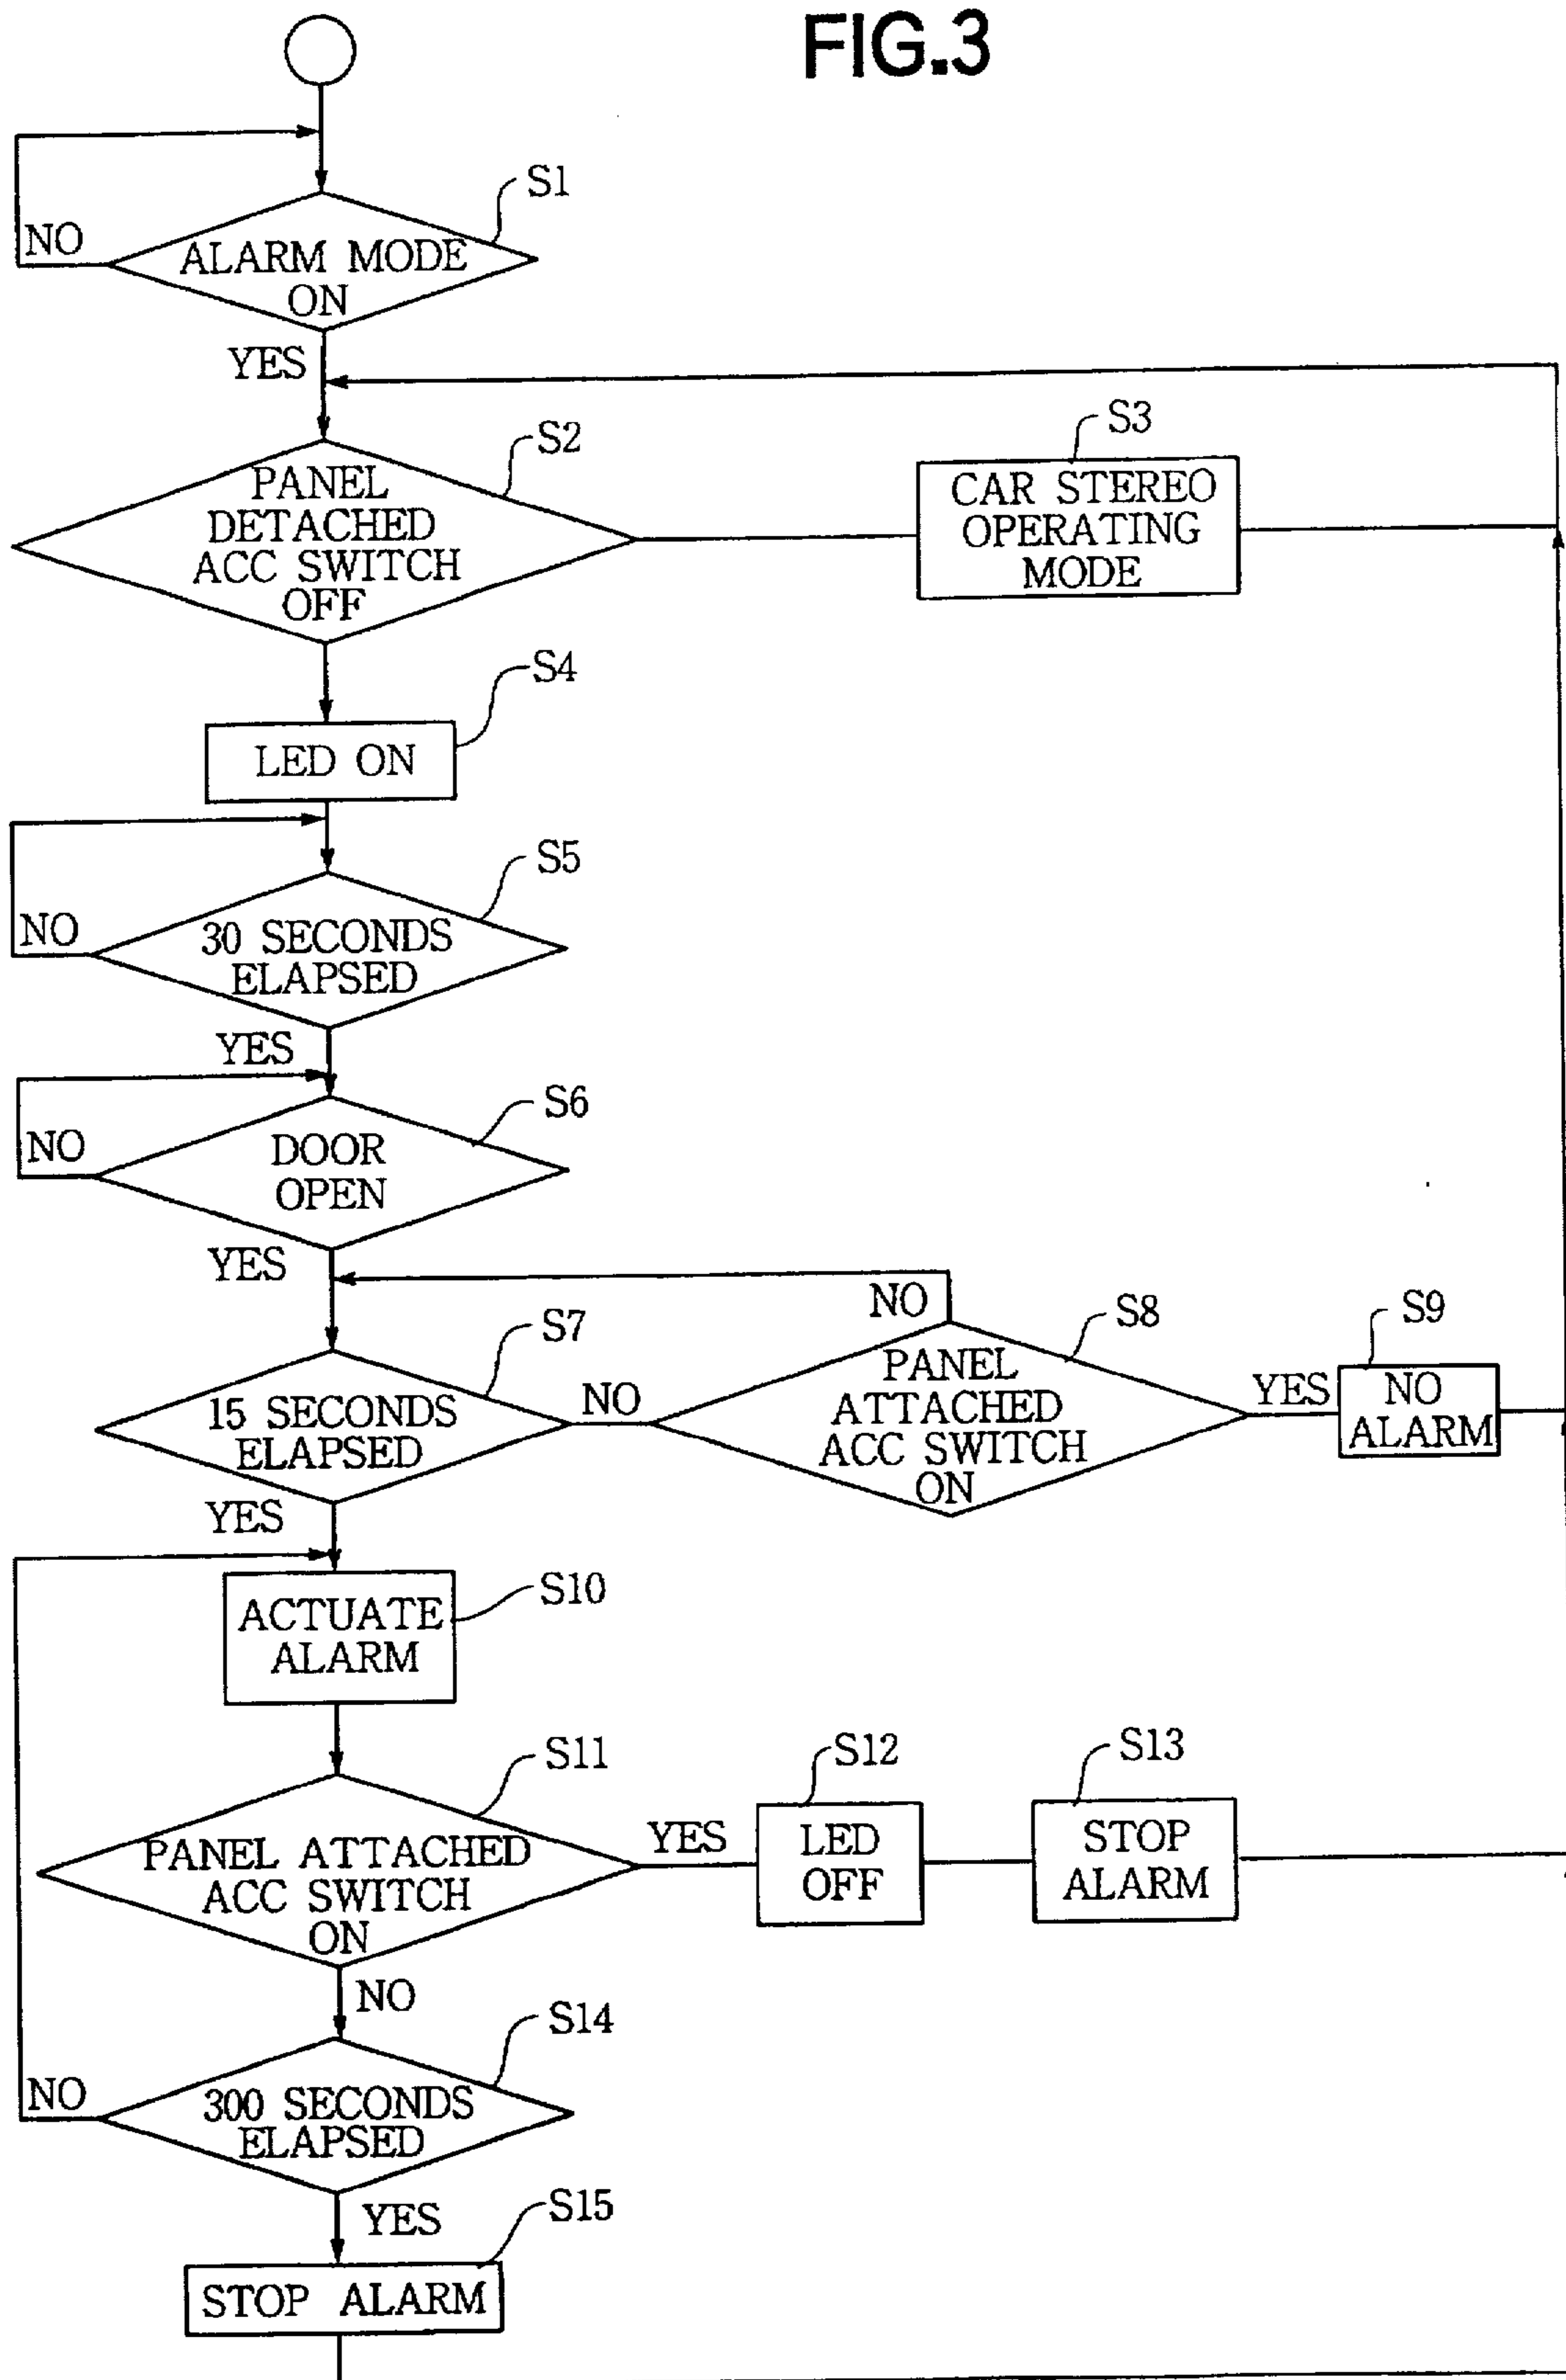 FIG.3
S1
NO
ALARM MODE
ON
YES
S2
PANEL
DETACHED
ACC SWITCH
OFF
S3
CAR STEREO
OPERATING
MODE
S4
LED ON
S5
NO
30 SECONDS
ELAPSED
YES
S6
NO
DOOR
OPEN
YES
S7
15 SECONDS
ELAPSED
NO
NO
S8
PANEL
ATTACHED
ACC SWITCH
ON
YES
S9
NO
ALARM
YES
S10
ACTUATE
ALARM
S11
PANEL ATTACHED
ACC SWITCH
ON
YES
S12
LED
OFF
S13
STOP
ALARM
NO
S14
NO
300 SECONDS
ELAPSED
YES
S15
STOP ALARM